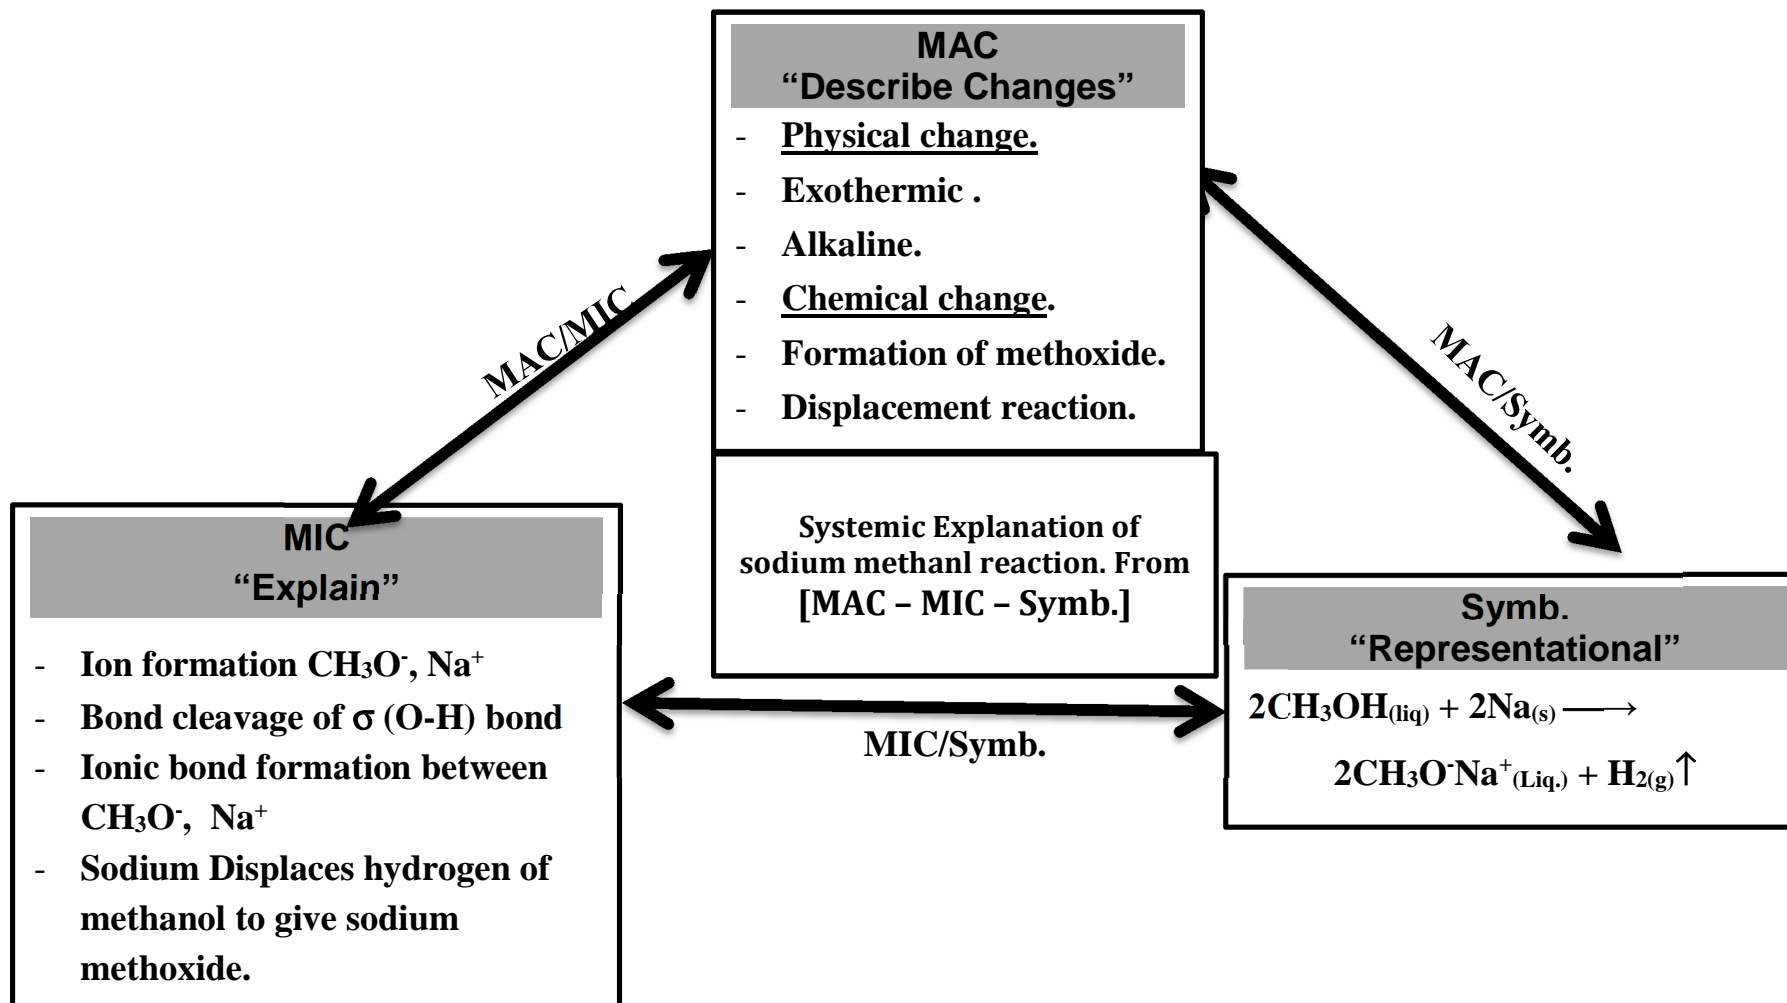 MAC
“Describe Changes”
- Physical change.
- Exothermic .
- Alkaline.
- Chemical change.
- Formation of methoxide.
- Displacement reaction.
MAC/MIC
MAC/Symb.
Systemic Explanation of
sodium methanl reaction. From
[MAC – MIC – Symb.]
MIC
“Explain”
- Ion formation CH₃O⁻, Na⁺
- Bond cleavage of σ (O-H) bond
- Ionic bond formation between
CH₃O⁻, Na⁺
- Sodium Displaces hydrogen of
methanol to give sodium
methoxide.
MIC/Symb.
Symb.
“Representational”
2CH₃OH(liq) + 2Na(s) ⟶
2CH₃O⁻Na⁺(Liq.) + H₂(g)↑